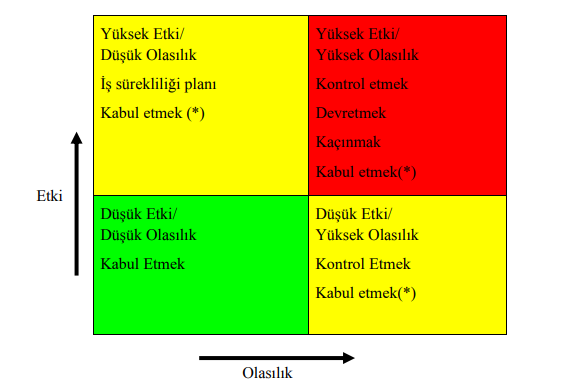 Yüksek Etki/
Düşük Olasılık
İş sürekliliği planı
Kabul etmek (*)
Yüksek Etki/
Yüksek Olasılık
Kontrol etmek
Devretmek
Kaçınmak
Kabul etmek(*)
Etki
Düşük Etki/
Düşük Olasılık
Kabul Etmek
Düşük Etki/
Yüksek Olasılık
Kontrol Etmek
Kabul etmek(*)
Olasılık